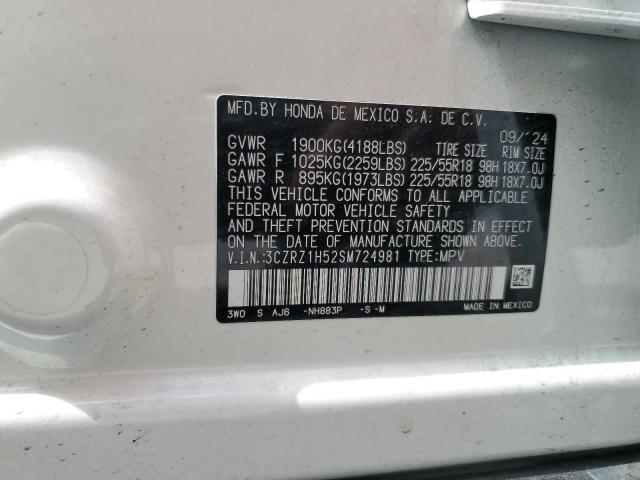 MFD.BY HONDA DE MEXICO S.A. DE C.V.
09/'24
GVWR 1900KG(4188LBS) TIRE SIZE RIM SIZE
GAWR F 1025KG(2259LBS) 225/55R18 98H 18X7.0J
GAWR R 895KG(1973LBS) 225/55R18 98H 18X7.0J
THIS VEHICLE CONFORMS TO ALL APPLICABLE
FEDERAL MOTOR VEHICLE SAFETY
AND THEFT PREVENTION STANDARDS IN EFFECT
ON THE DATE OF MANUFACTURE SHOWN ABOVE.
V.I.N.:3CZRZ1H52SM724981 TYPE:MPV
3W0 S AJ6 -NH883P -S -M MADE IN MEXICO